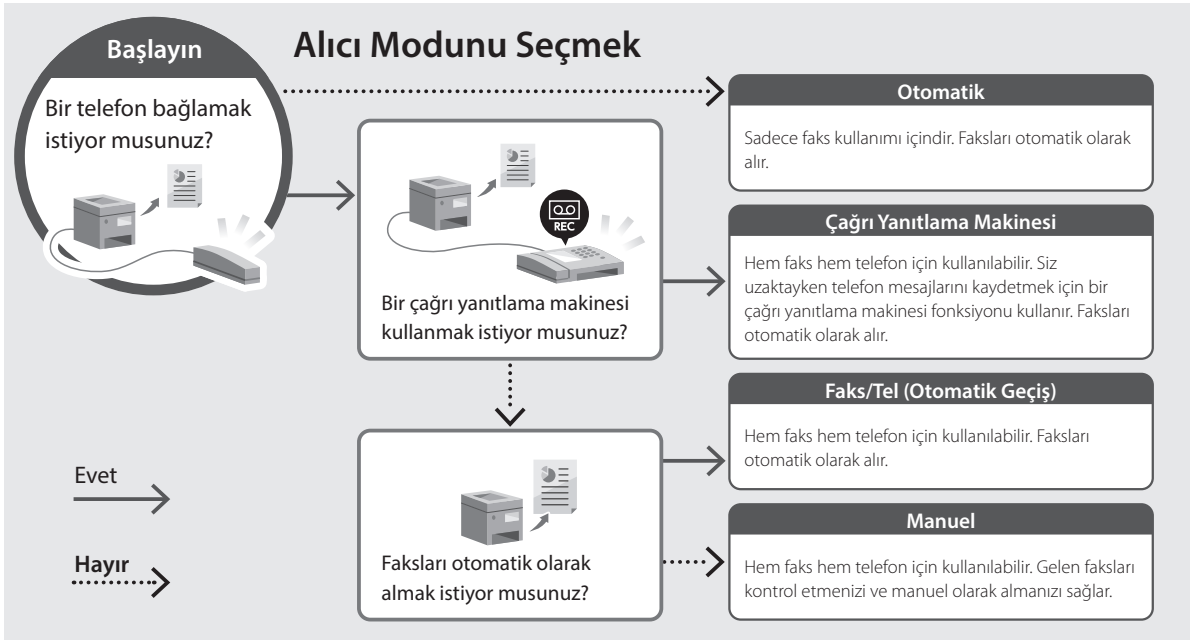 Alıcı Modunu Seçmek
Başlayın
Bir telefon bağlamak
istiyor musunuz?
Otomatik
Sadece faks kullanımı içindir. Faksları otomatik olarak
alır.
REC
Bir çağrı yanıtlama makinesi
kullanmak istiyor musunuz?
Çağrı Yanıtlama Makinesi
Hem faks hem telefon için kullanılabilir. Siz
uzaktayken telefon mesajlarını kaydetmek için bir
çağrı yanıtlama makinesi fonksiyonu kullanır. Faksları
otomatik olarak alır.
Faksları otomatik olarak
almak istiyor musunuz?
Faks/Tel (Otomatik Geçiş)
Hem faks hem telefon için kullanılabilir. Faksları
otomatik olarak alır.
Manuel
Hem faks hem telefon için kullanılabilir. Gelen faksları
kontrol etmenizi ve manuel olarak almanızı sağlar.
Evet
Hayır